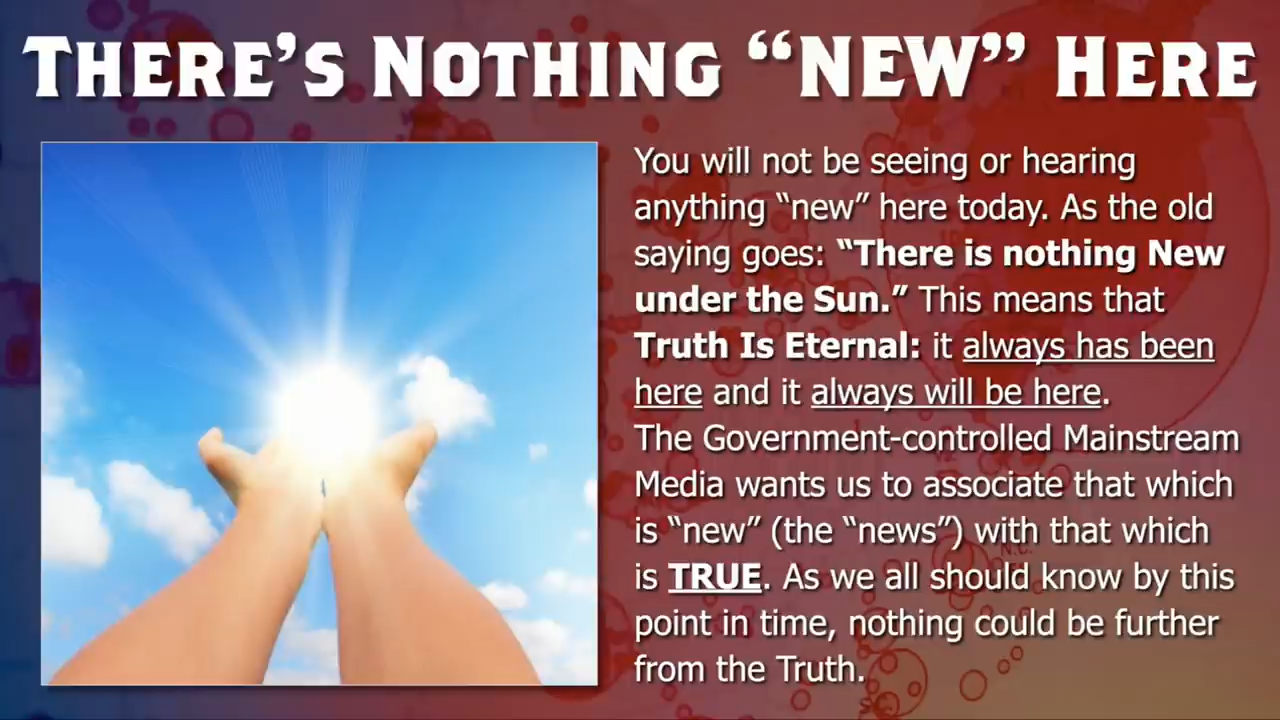 There's Nothing “NEW” Here
You will not be seeing or hearing
anything “new” here today. As the old
saying goes: “There is nothing New
under the Sun.” This means that
Truth Is Eternal: it always has been
here and it always will be here.
The Government-controlled Mainstream
Media wants us to associate that which
is “new” (the “news”) with that which
is TRUE. As we all should know by this
point in time, nothing could be further
from the Truth.